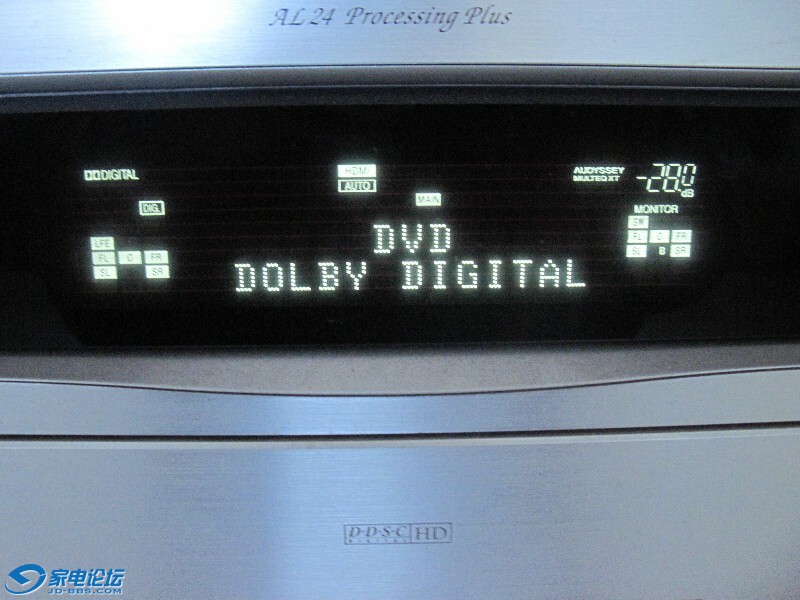 AL 24 Processing Plus
DIGITAL
HDMI
AUTO
AUDYSSEY
MULTEQ XT
-28.0
dB
DIG.
MAIN
MONITOR
LFE
FL C FR
SL SR
SW
FL C FR
SL B SR
DVD
DOLBY DIGITAL
D·D·S·C HD
DIGITAL
家电论坛
JD-BBS.COM